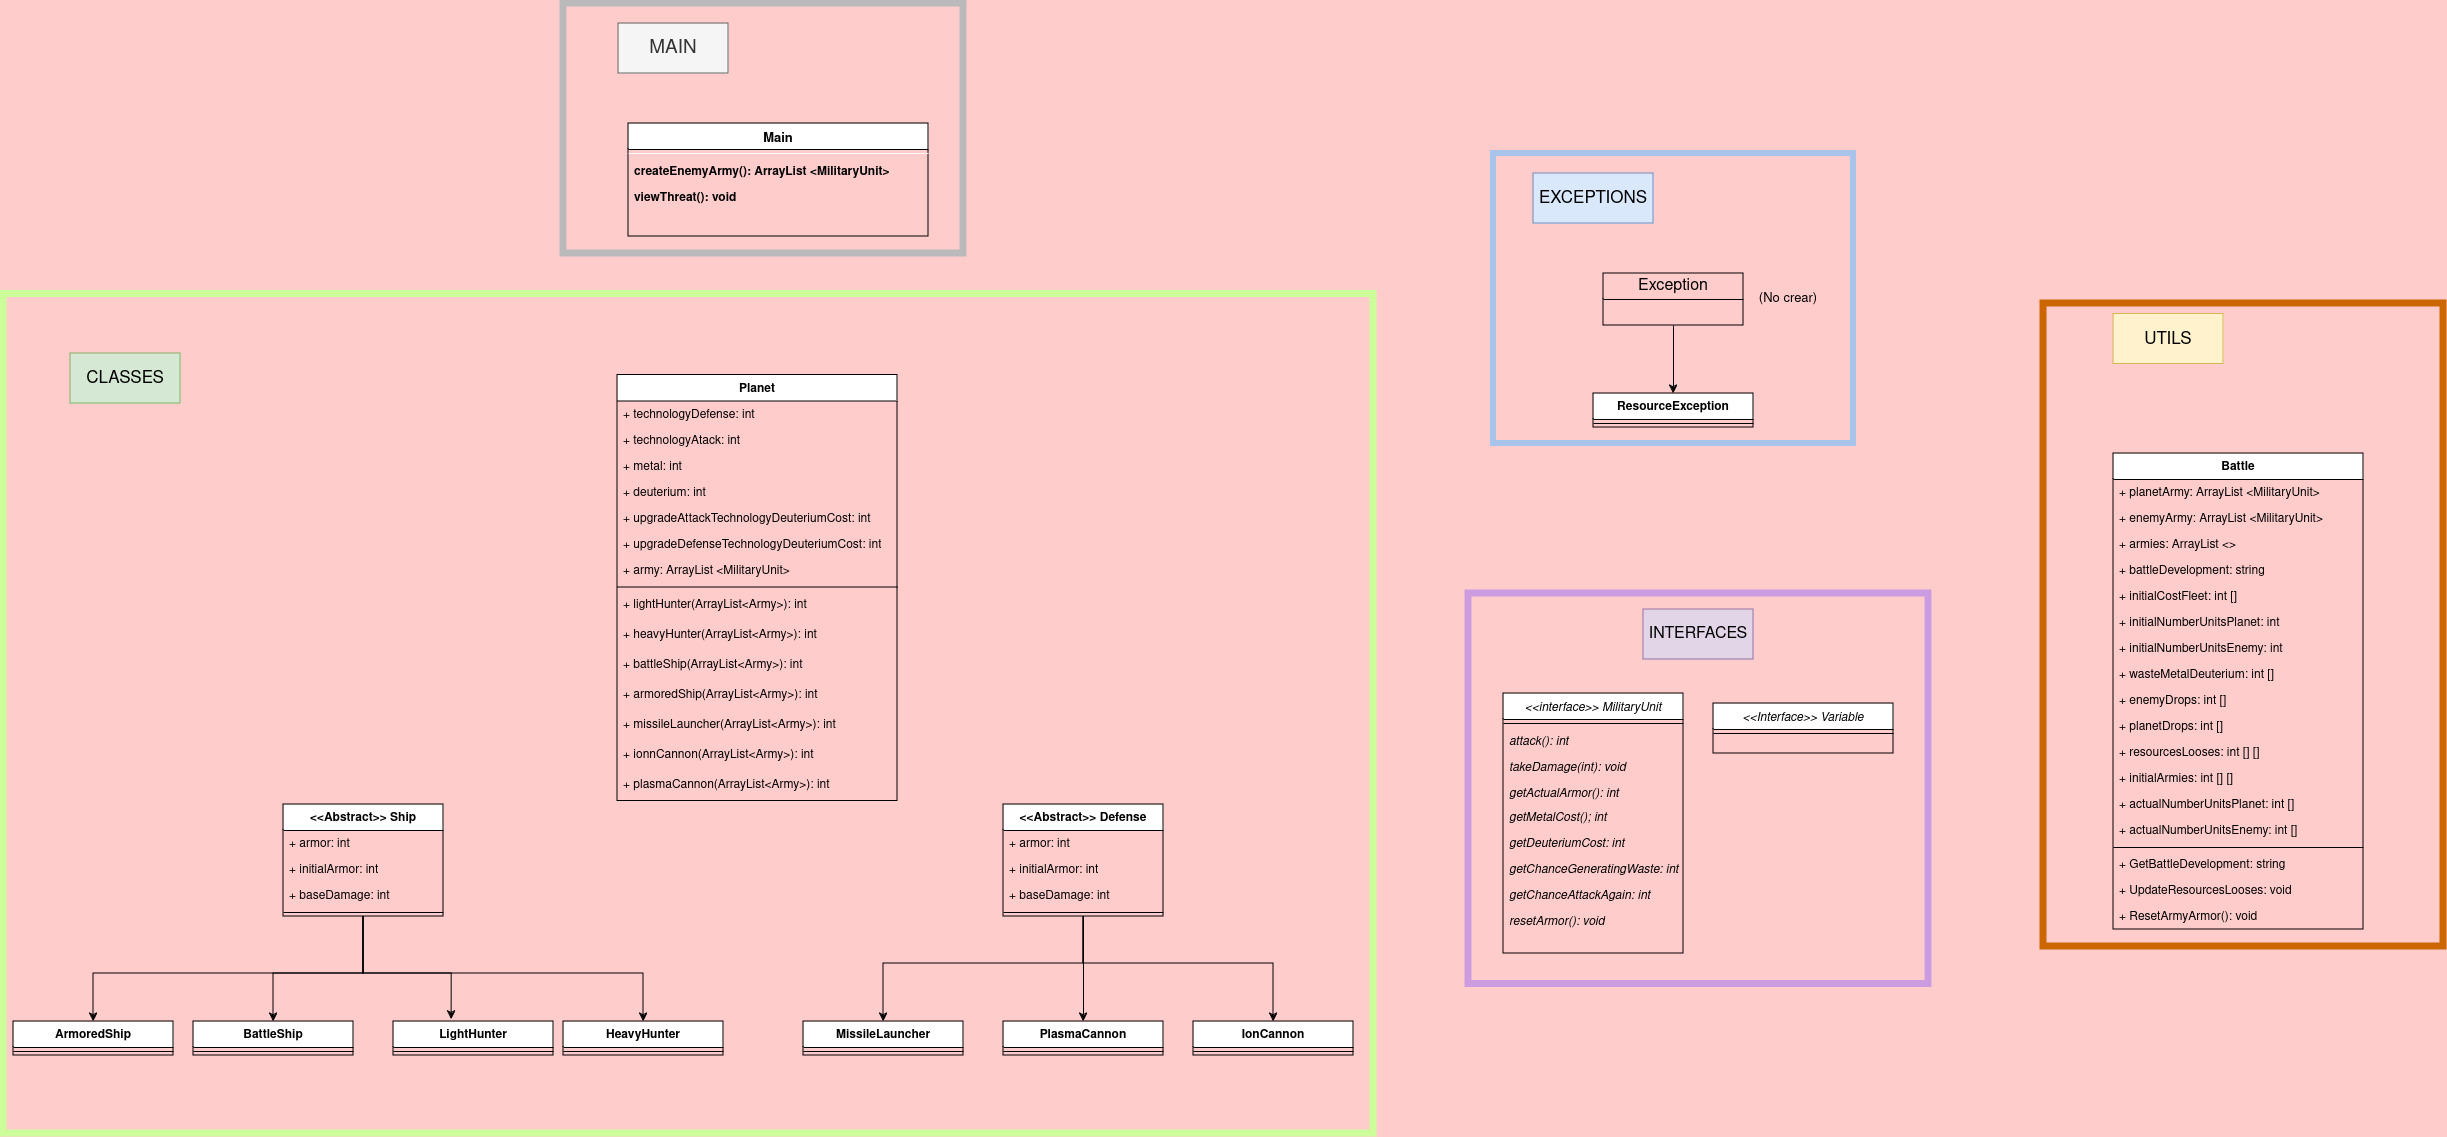 MAIN
Main
createEnemyArmy(): ArrayList <MilitaryUnit>
viewThreat(): void
EXCEPTIONS
Exception
(No crear)
ResourceException
CLASSES
Planet
+ technologyDefense: int
+ technologyAtack: int
+ metal: int
+ deuterium: int
+ upgradeAttackTechnologyDeuteriumCost: int
+ upgradeDefenseTechnologyDeuteriumCost: int
+ army: ArrayList <MilitaryUnit>
+ lightHunter(ArrayList<Army>): int
+ heavyHunter(ArrayList<Army>): int
+ battleShip(ArrayList<Army>): int
+ armoredShip(ArrayList<Army>): int
+ missileLauncher(ArrayList<Army>): int
+ ionnCannon(ArrayList<Army>): int
+ plasmaCannon(ArrayList<Army>): int
<<Abstract>> Ship
+ armor: int
+ initialArmor: int
+ baseDamage: int
<<Abstract>> Defense
+ armor: int
+ initialArmor: int
+ baseDamage: int
ArmoredShip
BattleShip
LightHunter
HeavyHunter
MissileLauncher
PlasmaCannon
IonCannon
INTERFACES
<<interface>> MilitaryUnit
attack(): int
takeDamage(int): void
getActualArmor(): int
getMetalCost(); int
getDeuteriumCost: int
getChanceGeneratingWaste: int
getChanceAttackAgain: int
resetArmor(): void
<<Interface>> Variable
UTILS
Battle
+ planetArmy: ArrayList <MilitaryUnit>
+ enemyArmy: ArrayList <MilitaryUnit>
+ armies: ArrayList <>
+ battleDevelopment: string
+ initialCostFleet: int []
+ initialNumberUnitsPlanet: int
+ initialNumberUnitsEnemy: int
+ wasteMetalDeuterium: int []
+ enemyDrops: int []
+ planetDrops: int []
+ resourcesLooses: int [] []
+ initialArmies: int [] []
+ actualNumberUnitsPlanet: int []
+ actualNumberUnitsEnemy: int []
+ GetBattleDevelopment: string
+ UpdateResourcesLooses: void
+ ResetArmyArmor(): void